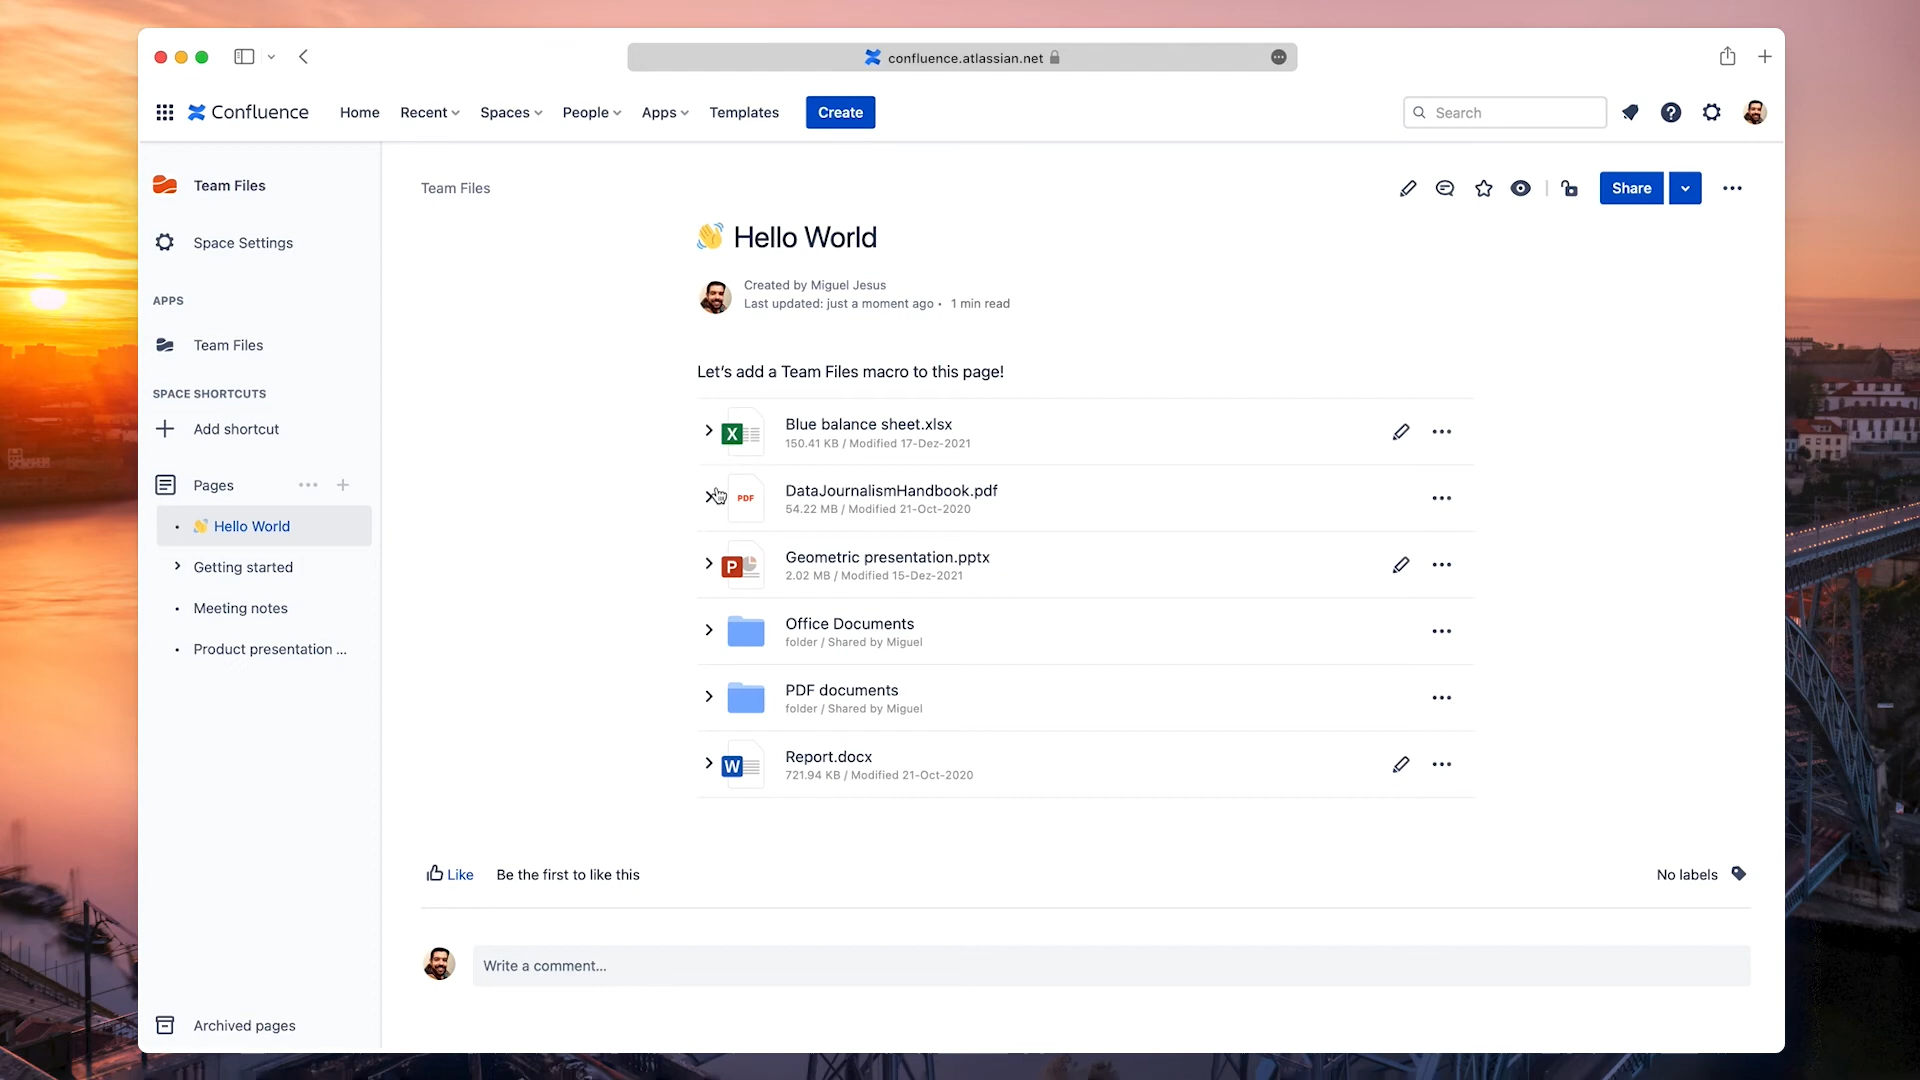 confluence.atlassian.net
Confluence
Home
Recent
Spaces
People
Apps
Templates
Create
Search
Team Files
Space Settings
APPS
Team Files
SPACE SHORTCUTS
Add shortcut
Pages
Hello World
Getting started
Meeting notes
Product presentation ...
Archived pages
Team Files
Share
Hello World
Created by Miguel Jesus
Last updated: just a moment ago • 1 min read
Let's add a Team Files macro to this page!
X
Blue balance sheet.xlsx
150.41 KB / Modified 17-Dez-2021
PDF
DataJournalismHandbook.pdf
54.22 MB / Modified 21-Oct-2020
P
Geometric presentation.pptx
2.02 MB / Modified 15-Dez-2021
Office Documents
folder / Shared by Miguel
PDF documents
folder / Shared by Miguel
W
Report.docx
721.94 KB / Modified 21-Oct-2020
Like
Be the first to like this
No labels
Write a comment...